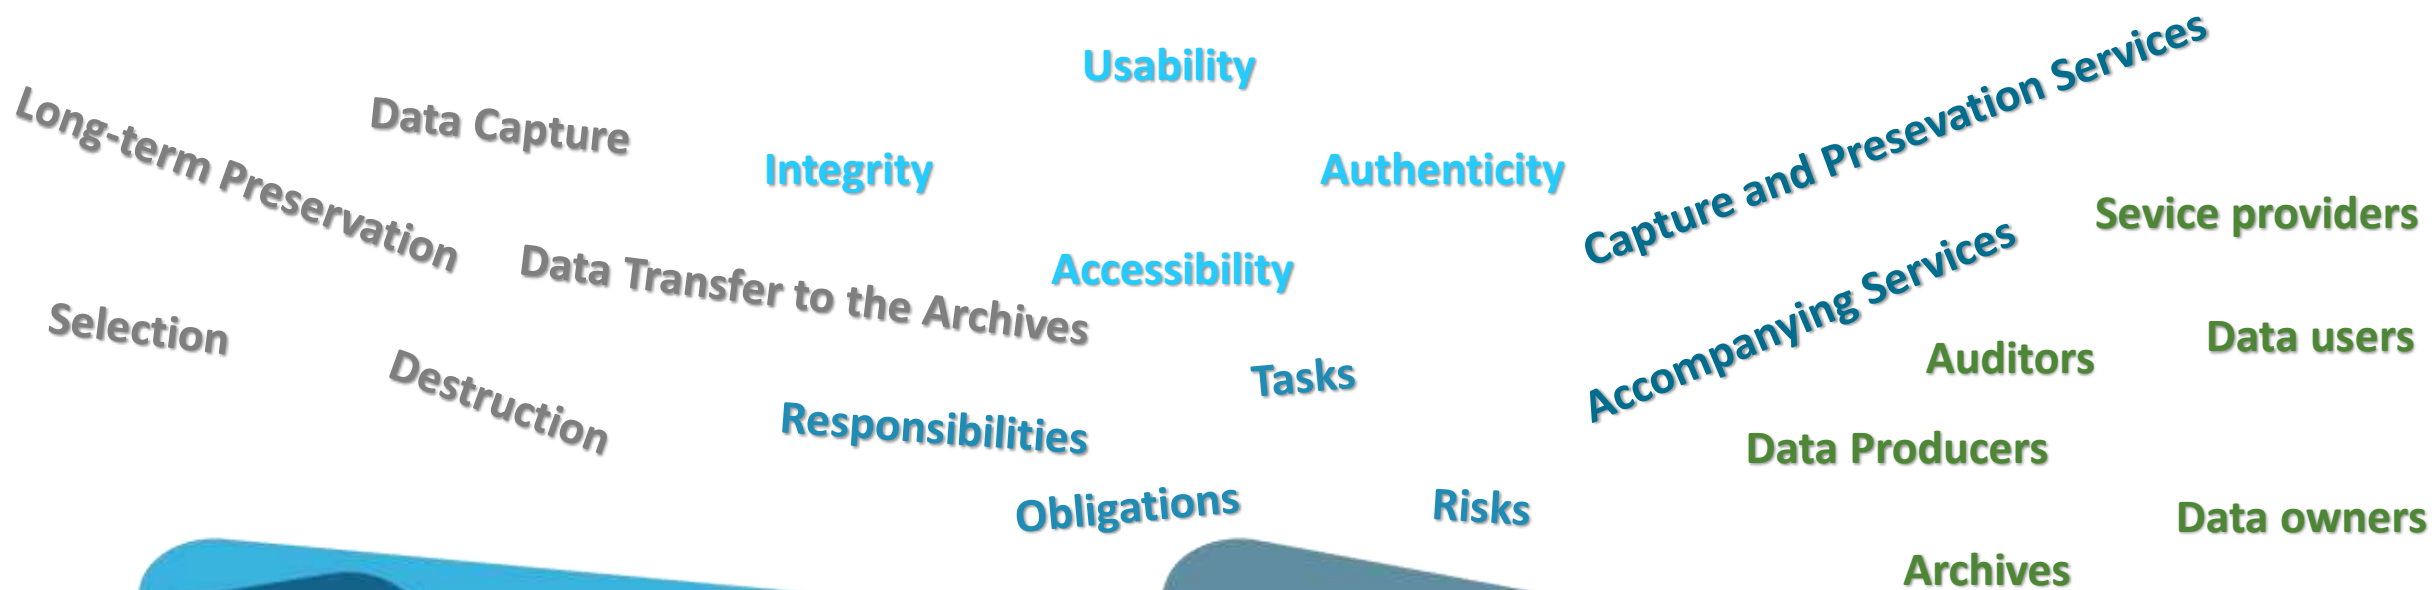 Long-term Preservation
Data Capture
Selection
Destruction
Data Transfer to the Archives
Usability
Integrity
Authenticity
Accessibility
Tasks
Responsibilities
Obligations
Risks
Capture and Presevation Services
Accompanying Services
Sevice providers
Data users
Auditors
Data Producers
Data owners
Archives